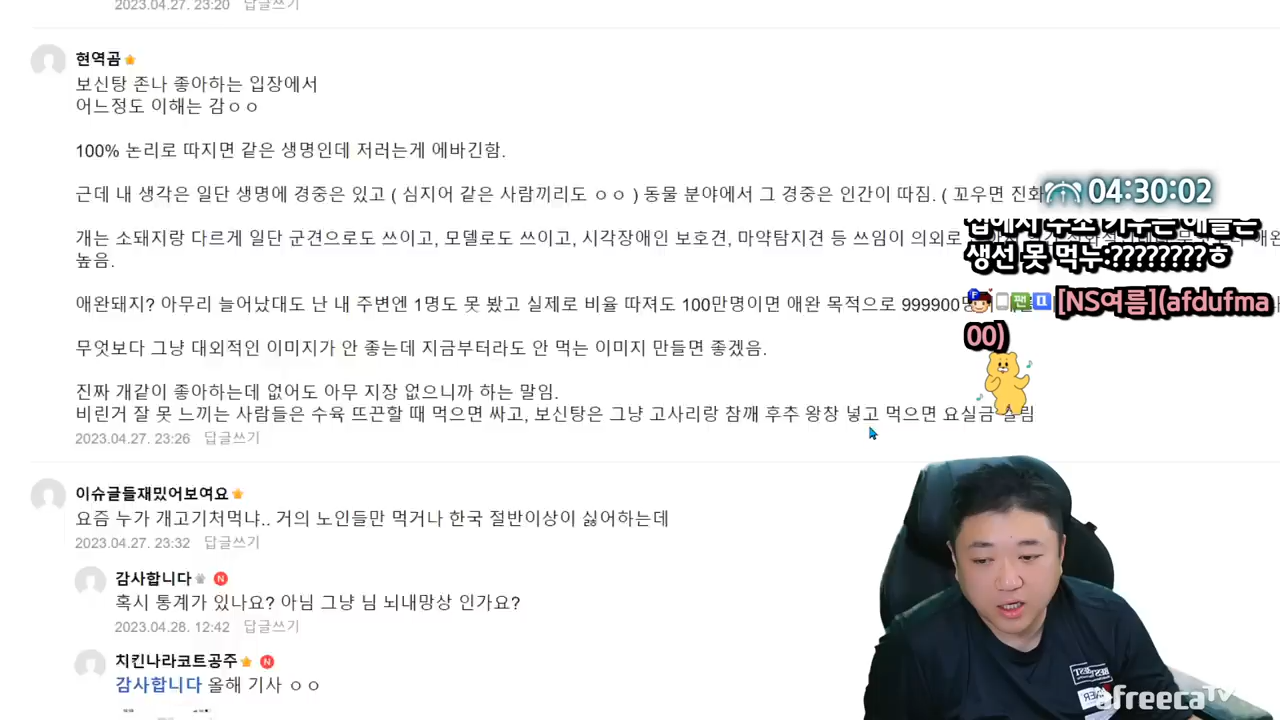 2023.04.27. 23:20 답글쓰기
현역곰
보신탕 존나 좋아하는 입장에서
어느정도 이해는 감ㅇㅇ
100% 논리로 따지면 같은 생명인데 저러는게 에바긴함.
근데 내 생각은 일단 생명에 경중은 있고 ( 심지어 같은 사람끼리도 ㅇㅇ ) 동물 분야에서 그 경중은 인간이 따짐. ( 꼬우면 진화
04:30:02
개는 소돼지랑 다르게 일단 군견으로도 쓰이고, 모델로도 쓰이고, 시각장애인 보호견, 마약탐지견 등 쓰임이 의외로
높음.
생선 못 먹누:????????ㅎ
애완돼지? 아무리 늘어났대도 난 내 주변엔 1명도 못 봤고 실제로 비율 따져도 100만명이면 애완 목적으로 999900명
[NS여름](afdufma
00)
무엇보다 그냥 대외적인 이미지가 안 좋는데 지금부터라도 안 먹는 이미지 만들면 좋겠음.
진짜 개같이 좋아하는데 없어도 아무 지장 없으니까 하는 말임.
비린거 잘 못 느끼는 사람들은 수육 뜨끈할 때 먹으면 싸고, 보신탕은 그냥 고사리랑 참깨 후추 왕창 넣고 먹으면 요실금
2023.04.27. 23:26 답글쓰기
이슈글들재밌어보여요
요즘 누가 개고기처먹냐.. 거의 노인들만 먹거나 한국 절반이상이 싫어하는데
2023.04.27. 23:32 답글쓰기
감사합니다 N
혹시 통계가 있나요? 아님 그냥 님 뇌내망상 인가요?
2023.04.28. 12:42 답글쓰기
치킨나라코트공주 N
감사합니다 올해 기사 ㅇㅇ
afreecaTV